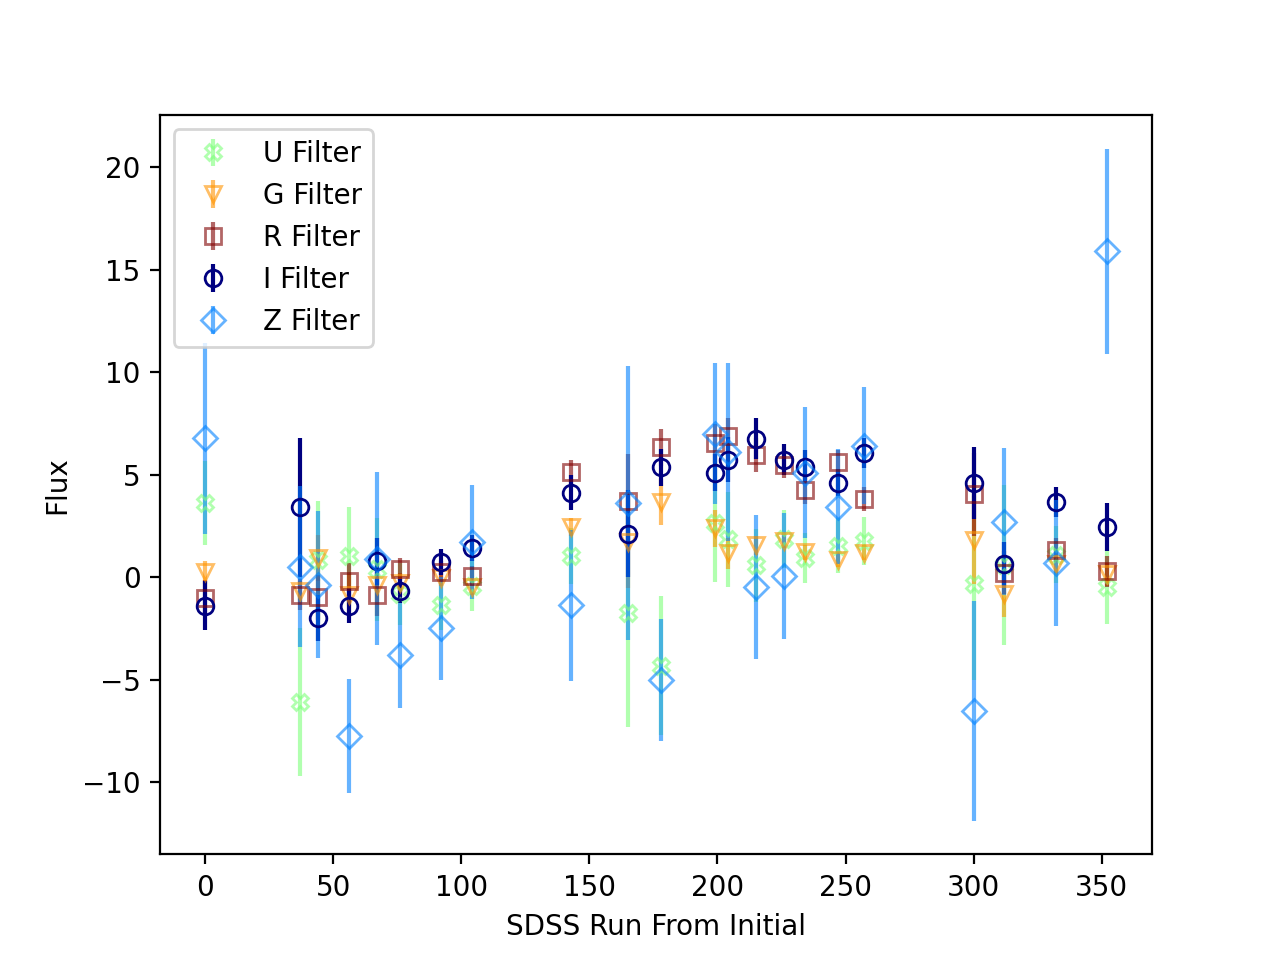 U Filter
G Filter
R Filter
I Filter
Z Filter
20
15
10
5
0
−5
−10
Flux
0 50 100 150 200 250 300 350
SDSS Run From Initial